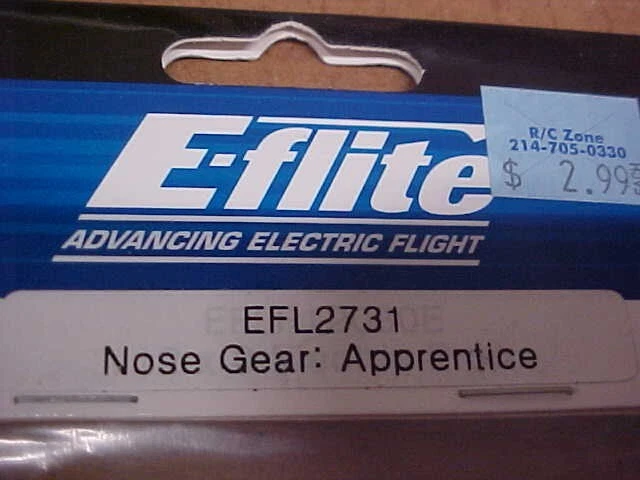 E-flite
ADVANCING ELECTRIC FLIGHT
R/C Zone
214-705-0330
$ 2.99
EFL2731
Nose Gear: Apprentice